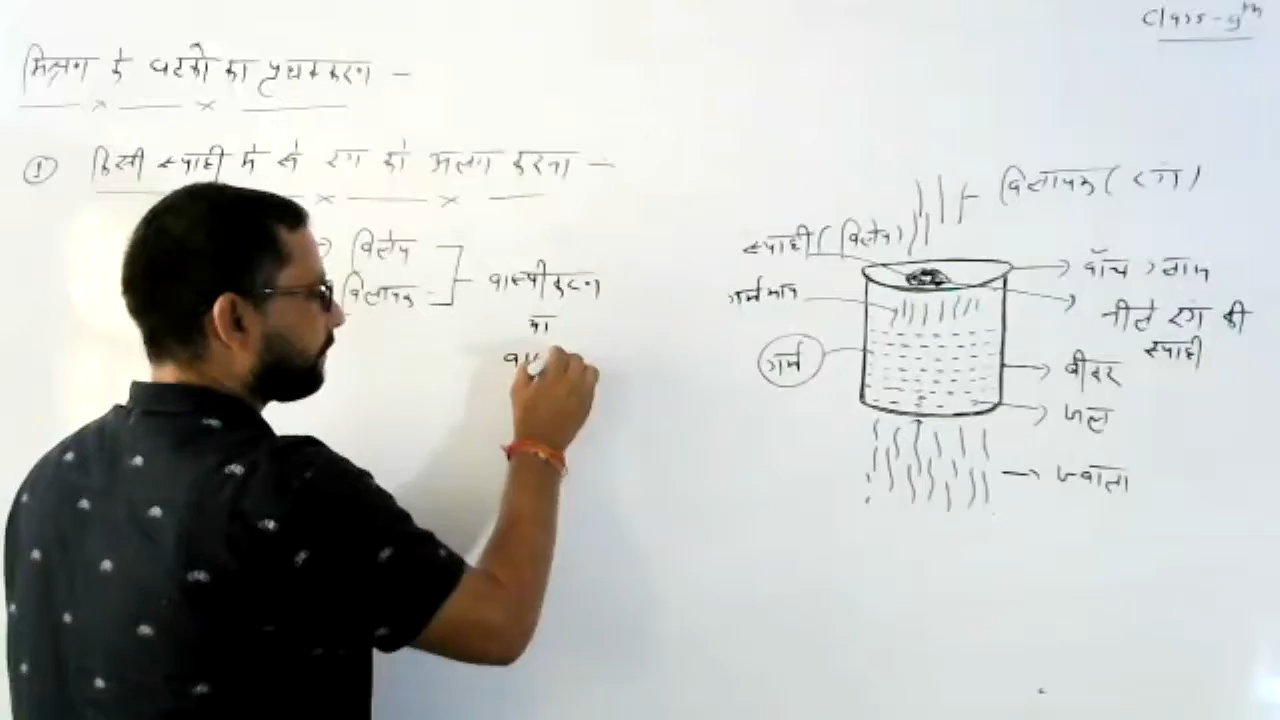 Class - 9th
मिश्रण के घटकों का पृथक्करण -
① किसी स्याही में से रंग को अलग करना -
विलेय
विलायक
वाष्पीकरण
का
विलायक ( रंग )
स्याही ( विलेय )
गर्म भाप
गर्म
वॉच ग्लास
नीले रंग की
स्याही
बीकर
जल
ज्वाला